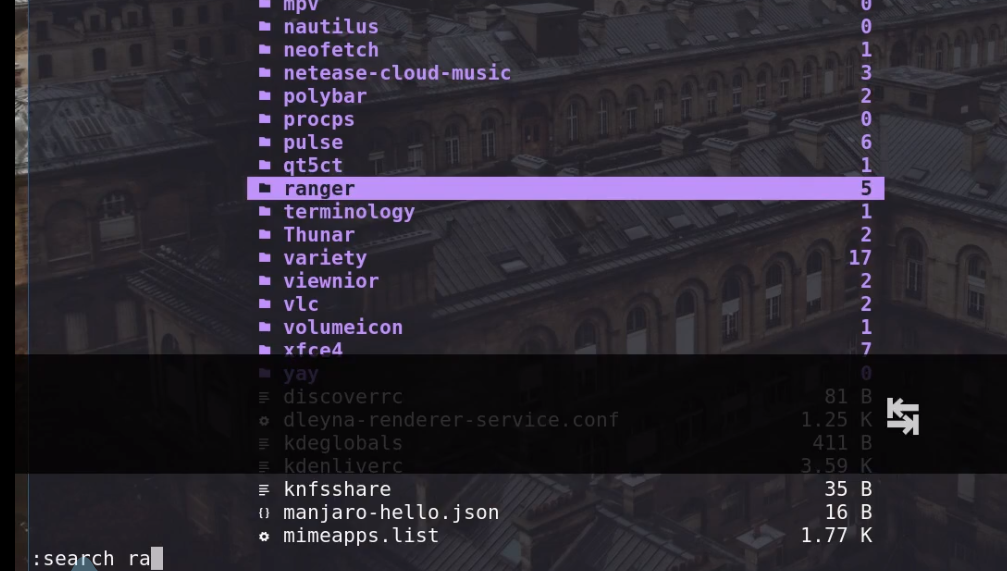 mpv 0
nautilus 0
neofetch 1
netease-cloud-music 3
polybar 2
procps 0
pulse 6
qt5ct 1
ranger 5
terminology 1
Thunar 2
variety 17
viewnior 2
vlc 2
volumeicon 1
xfce4 7
yay 0
discoverrc 81 B
dleyna-renderer-service.conf 1.25 K
kdeglobals 411 B
kdenliverc 3.59 K
knfsshare 35 B
{} manjaro-hello.json 16 B
mimeapps.list 1.77 K
:search ra